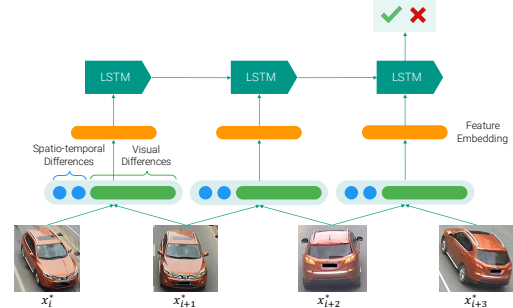 LSTM LSTM LSTM
Feature
Embedding
Spatio-temporal
Differences
Visual
Differences
x*i x*i+1 x*i+2 x*i+3